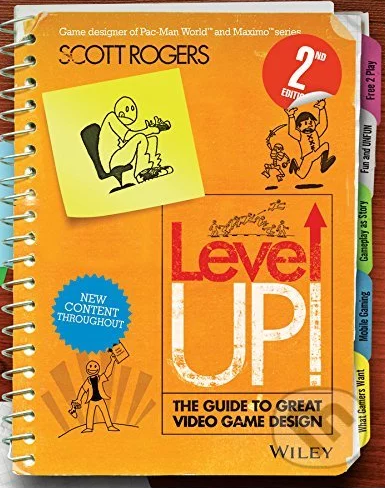 Game designer of Pac-Man World™ and Maximo™ series
SCOTT ROGERS
2ND
EDITION
Free 2 Play
Fun and UNFUN
Gameplay as Story
Mobile Gaming
What Gamers Want
Level
UP!
NEW
CONTENT
THROUGHOUT
THE GUIDE TO GREAT
VIDEO GAME DESIGN
WILEY